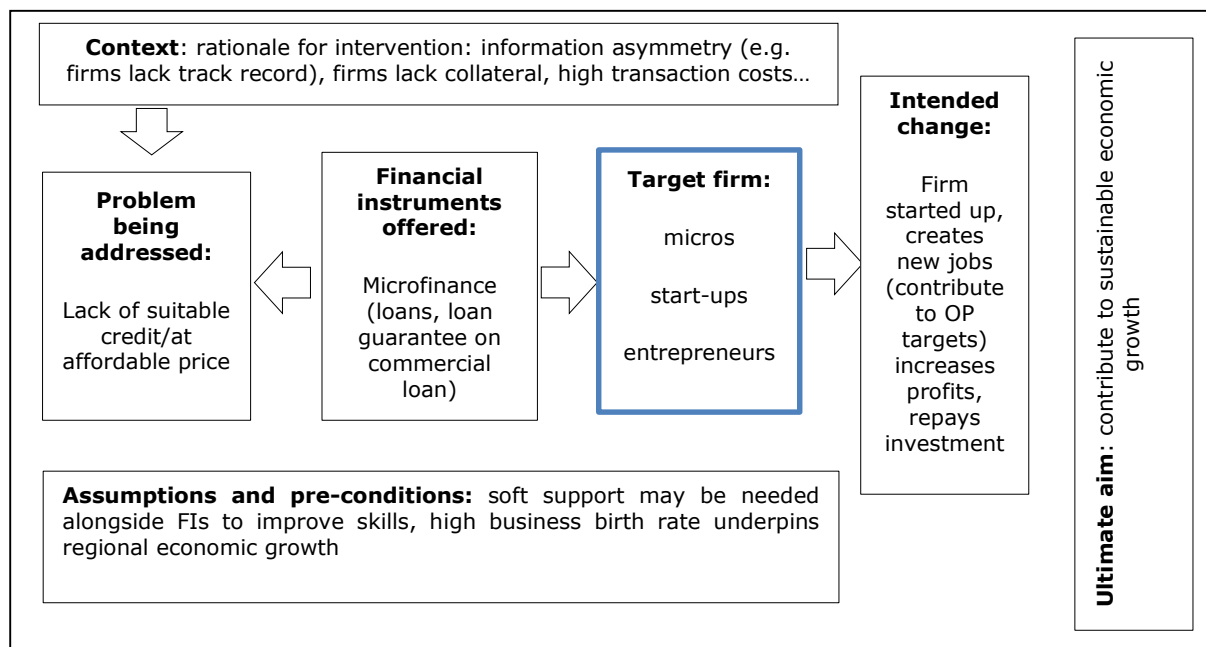 Context: rationale for intervention: information asymmetry (e.g.
firms lack track record), firms lack collateral, high transaction costs…
Problem
being
addressed:
Lack of suitable
credit/at
affordable price
Financial
instruments
offered:
Microfinance
(loans, loan
guarantee on
commercial
loan)
Target firm:
micros
start-ups
entrepreneurs
Intended
change:
Firm
started up,
creates
new jobs
(contribute
to OP
targets)
increases
profits,
repays
investment
Assumptions and pre-conditions: soft support may be needed
alongside FIs to improve skills, high business birth rate underpins
regional economic growth
Ultimate aim: contribute to sustainable economic
growth